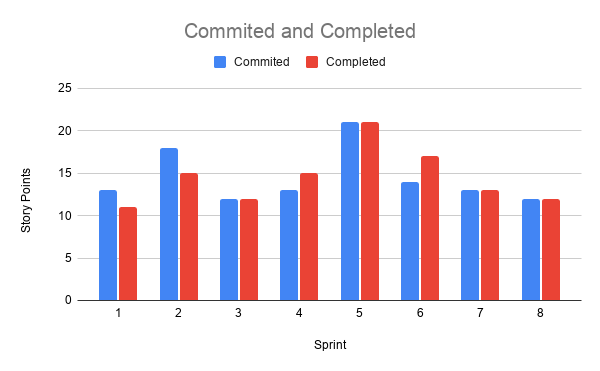 Commited and Completed
Commited Completed
Story Points
25
20
15
10
5
0
1 2 3 4 5 6 7 8
Sprint